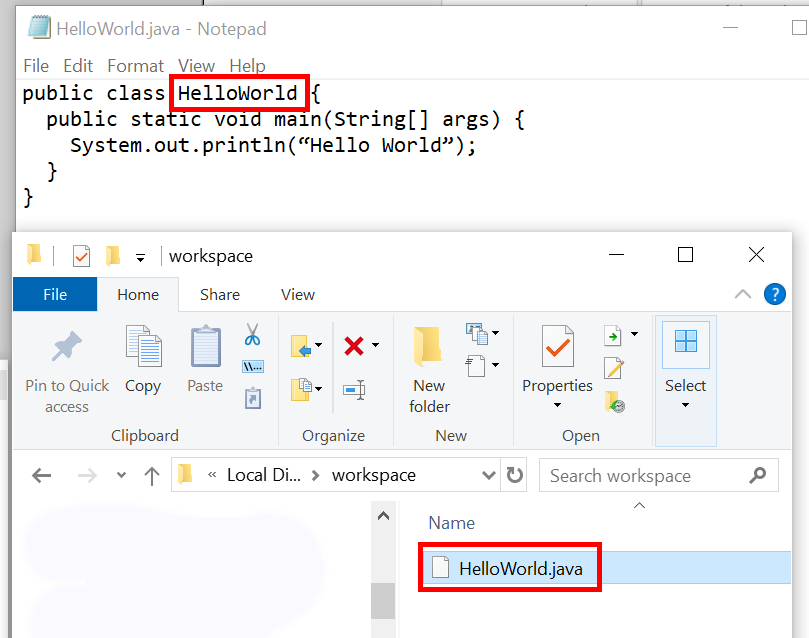 HelloWorld.java - Notepad
File Edit Format View Help
public class HelloWorld {
public static void main(String[] args) {
System.out.println(“Hello World”);
}
}
workspace
File Home Share View
?
Pin to Quick access
Copy
Paste
\\...
New folder
Properties
Select
Clipboard Organize New Open
« Local Di... > workspace
Search workspace
Name
HelloWorld.java